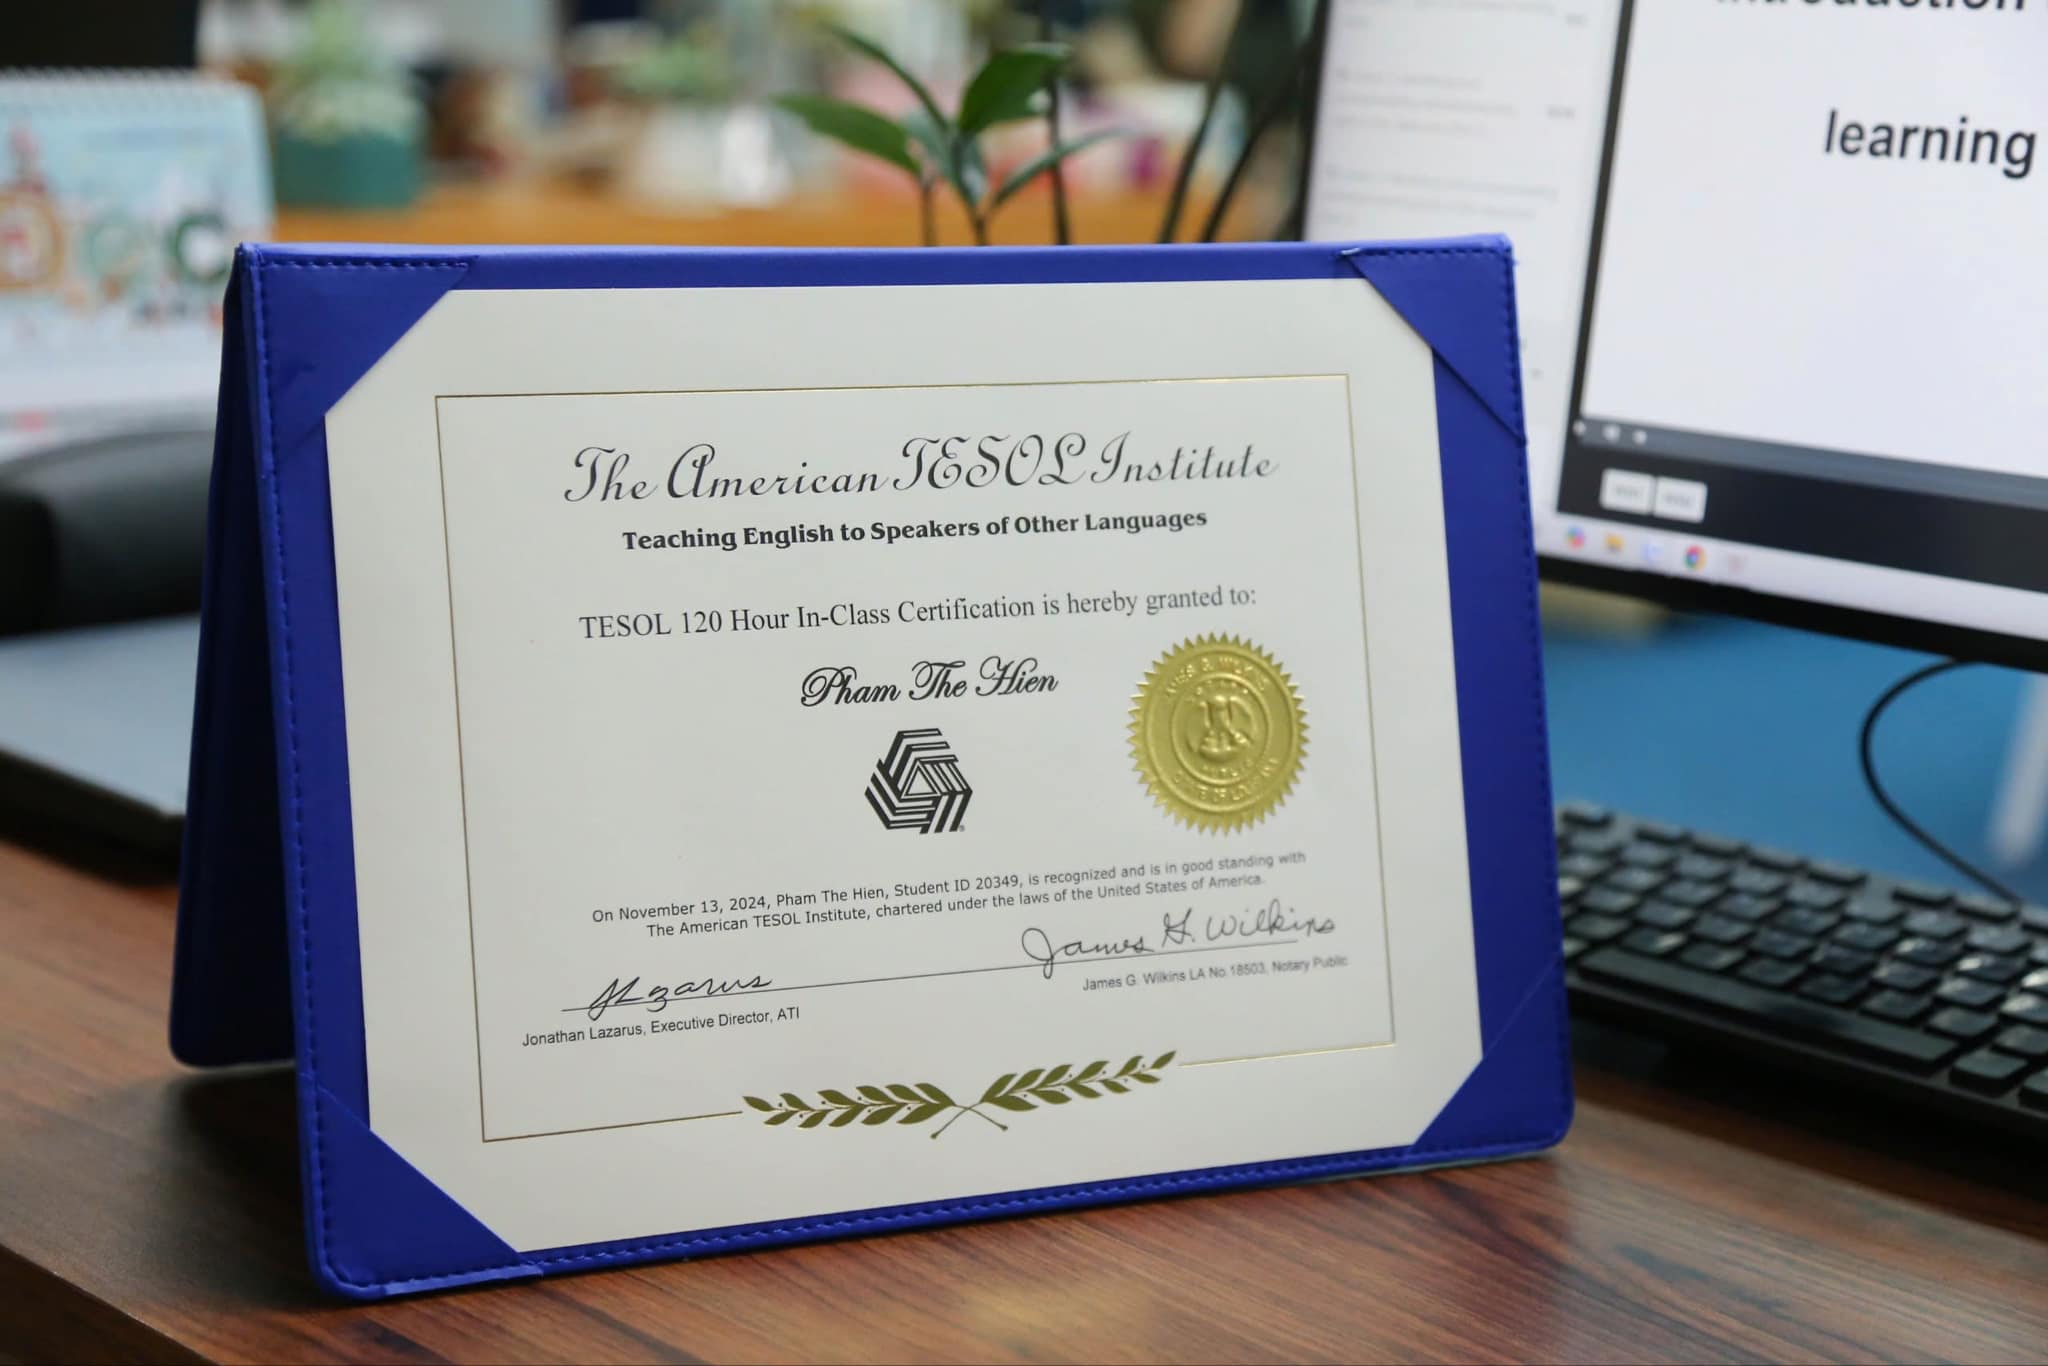 learning
The American TESOL Institute
Teaching English to Speakers of Other Languages
TESOL 120 Hour In-Class Certification is hereby granted to:
Pham The Hien
On November 13, 2024, Pham The Hien, Student ID 20349, is recognized and is in good standing with
The American TESOL Institute, chartered under the laws of the United States of America.
James G. Wilkins
Jonathan Lazarus, Executive Director, ATI
James G. Wilkins LA No.18503, Notary Public